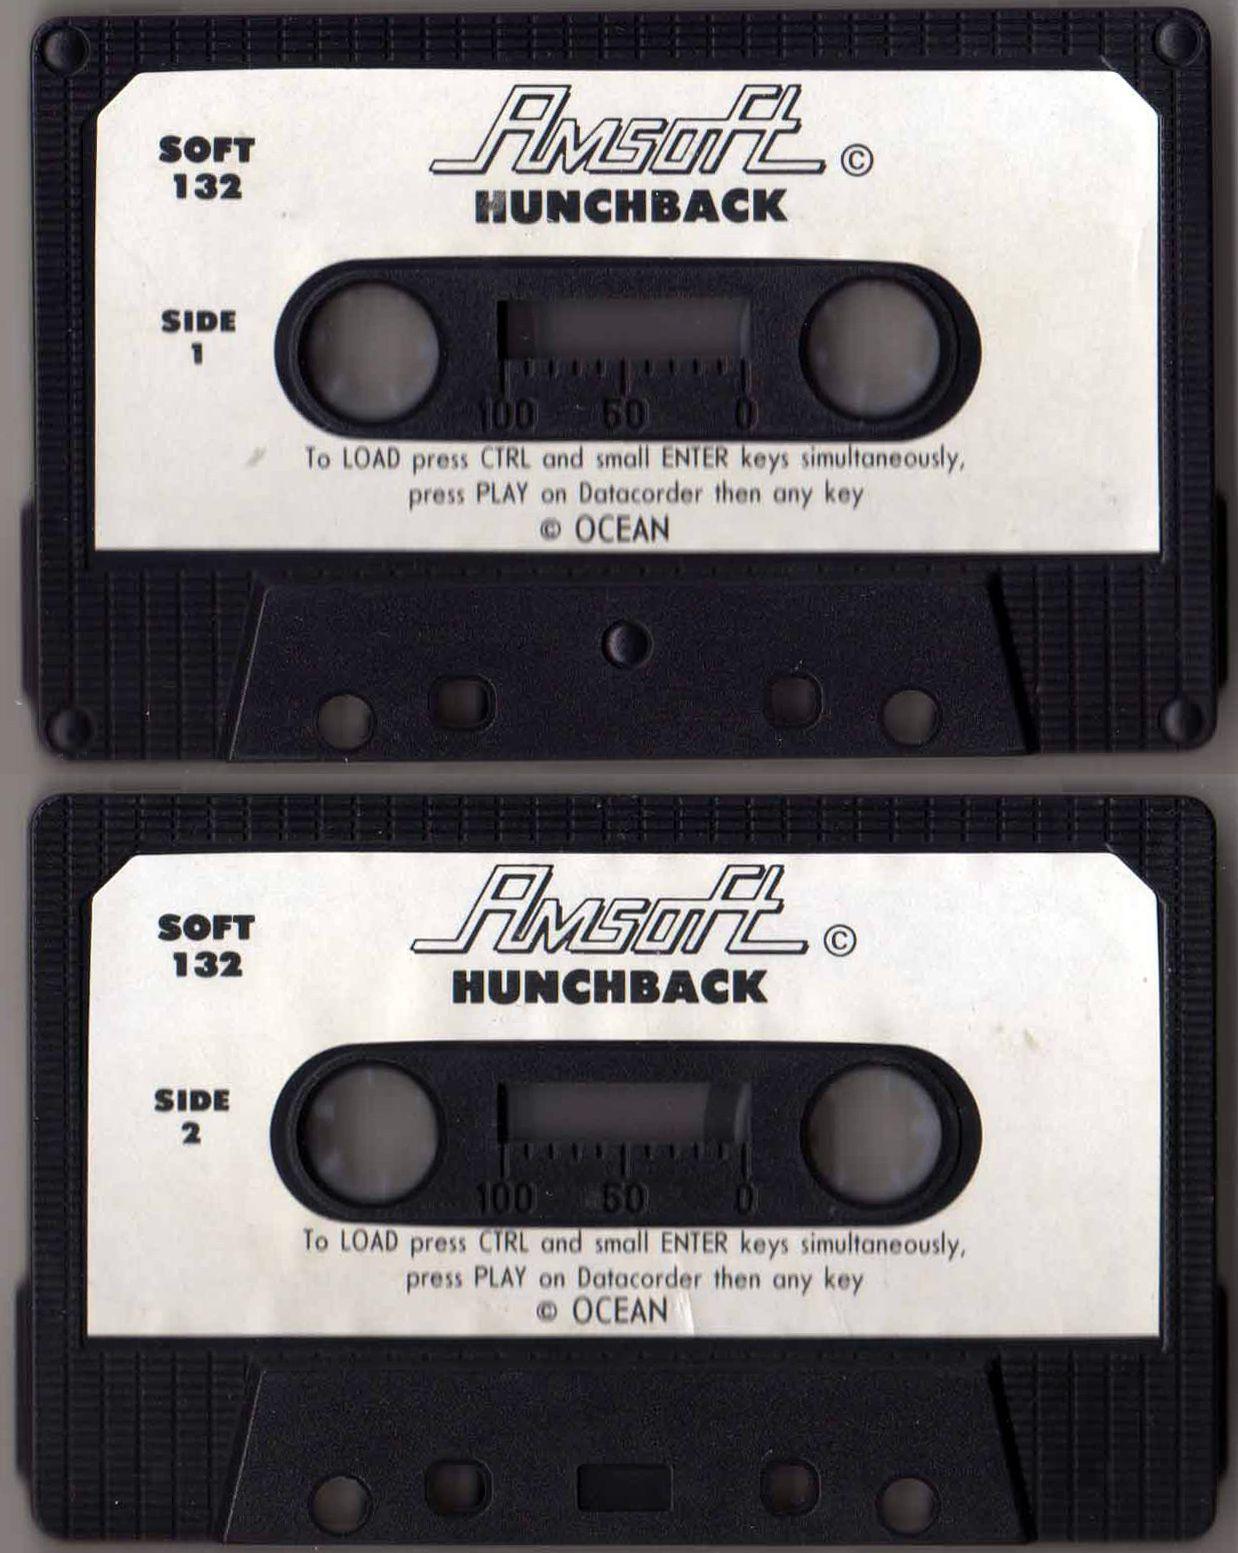 Amsoft ©
SOFT
132
HUNCHBACK
SIDE
1
100 50 0
To LOAD press CTRL and small ENTER keys simultaneously,
press PLAY on Datacorder then any key
© OCEAN
Amsoft ©
SOFT
132
HUNCHBACK
SIDE
2
100 50 0
To LOAD press CTRL and small ENTER keys simultaneously,
press PLAY on Datacorder then any key
© OCEAN